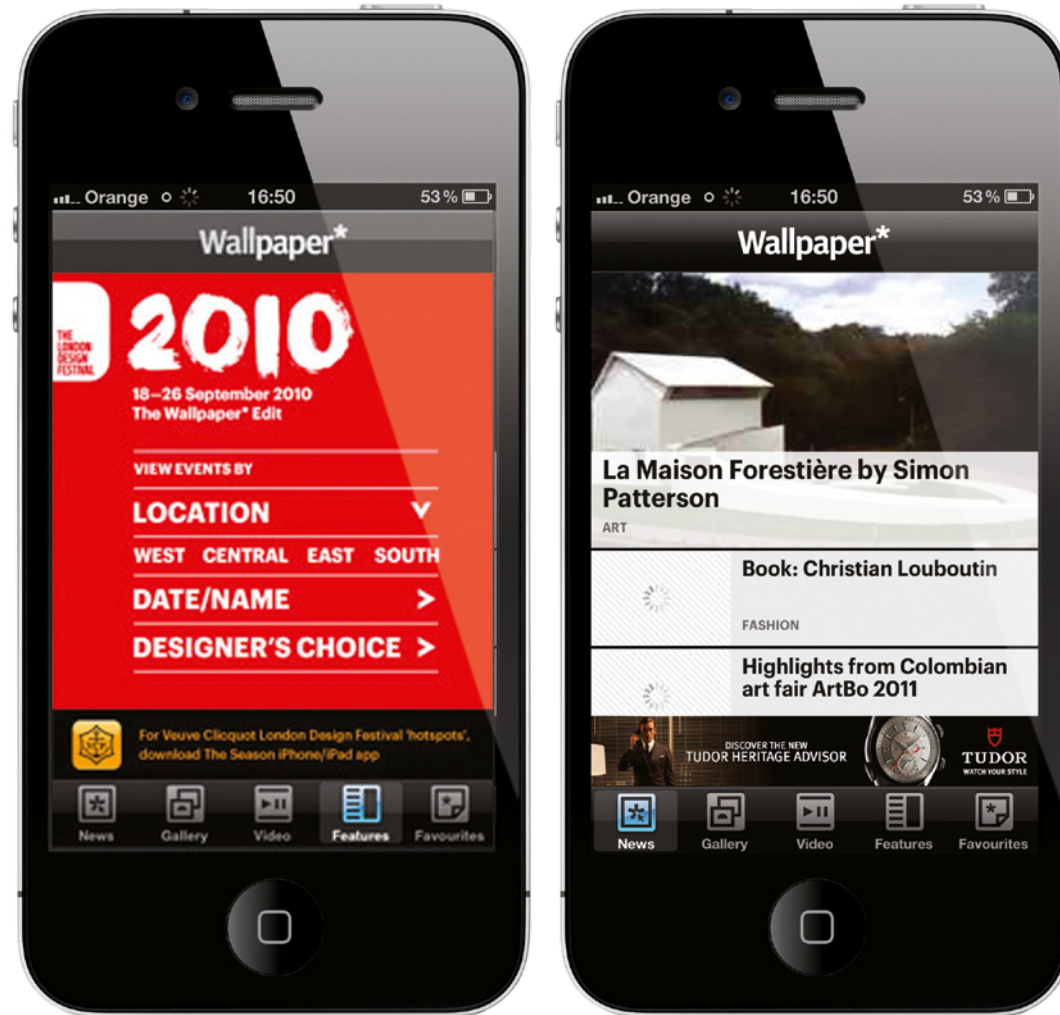 Orange
16:50
53%
Wallpaper*
THE
LONDON
DESIGN
FESTIVAL
2010
18–26 September 2010
The Wallpaper* Edit
VIEW EVENTS BY
LOCATION
WEST CENTRAL EAST SOUTH
DATE/NAME >
DESIGNER'S CHOICE >
For Veuve Clicquot London Design Festival 'hotspots',
download The Season iPhone/iPad app
News Gallery Video Features Favourites
Orange
16:50
53%
Wallpaper*
La Maison Forestière by Simon
Patterson
ART
Book: Christian Louboutin
FASHION
Highlights from Colombian
art fair ArtBo 2011
DISCOVER THE NEW
TUDOR HERITAGE ADVISOR
TUDOR
WATCH YOUR STYLE
News Gallery Video Features Favourites